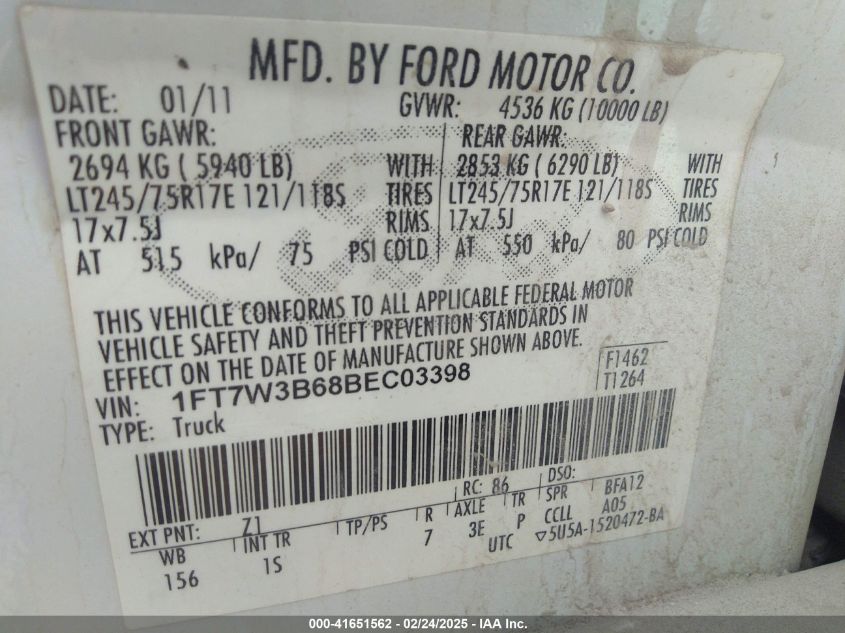 MFD. BY FORD MOTOR CO.
DATE: 01/11 GVWR: 4536 KG (10000 LB)
FRONT GAWR: REAR GAWR:
2694 KG ( 5940 LB) WITH 2853 KG ( 6290 LB) WITH
LT245/75R17E 121/118S TIRES LT245/75R17E 121/118S TIRES
17x7.5J RIMS 17x7.5J RIMS
AT 515 kPa/ 75 PSI COLD AT 550 kPa/ 80 PSI COLD
THIS VEHICLE CONFORMS TO ALL APPLICABLE FEDERAL MOTOR
VEHICLE SAFETY AND THEFT PREVENTION STANDARDS IN
EFFECT ON THE DATE OF MANUFACTURE SHOWN ABOVE.
VIN: 1FT7W3B68BEC03398 F1462
TYPE: Truck T1264
EXT PNT: Z1 RC: 86 DSO:
WB INT TR TP/PS R AXLE TR SPR BFA12
156 1S 7 3E P CCLL A05
UTC ▽5U5A-1520472-BA
000-41651562 | 02/24/2025 | IAA Inc.